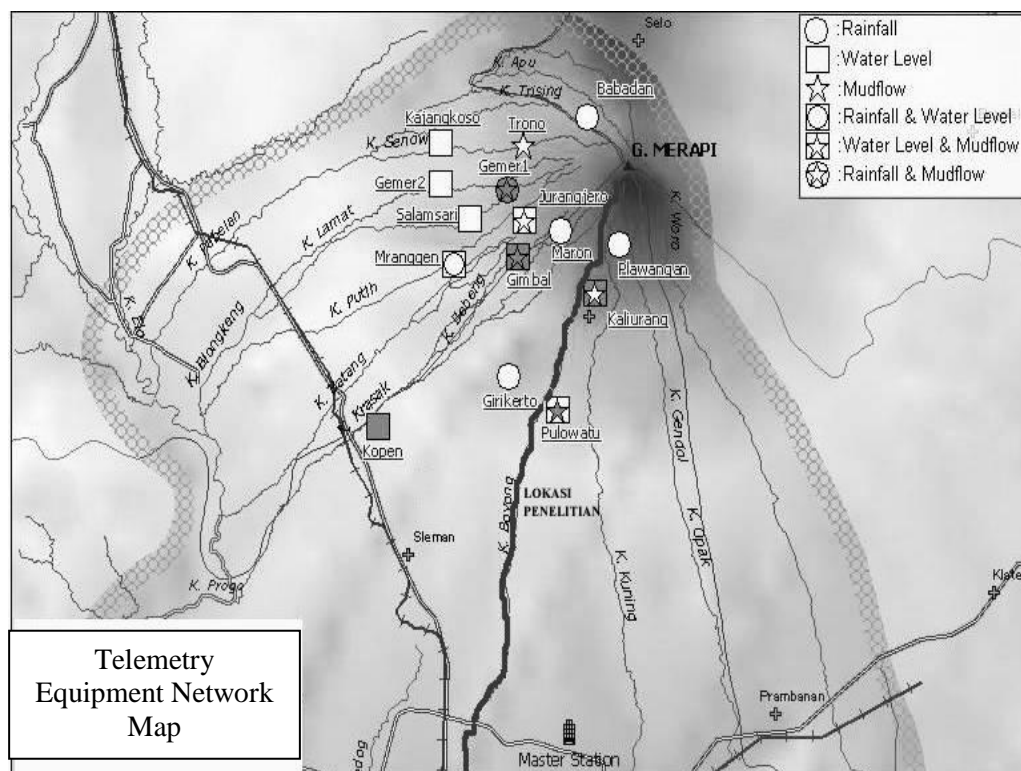 Selo
:Rainfall
:Water Level
:Mudflow
:Rainfall & Water Level
:Water Level & Mudflow
:Rainfall & Mudflow
K. Apu
K. Trising
Babadan
Kajangkoso
Trono
K. Senow
G. MERAPI
Gemer1
Gemer2
Jurangjero
K. Woro
Salamsari
K. Lamat
Maron
Plawangan
Mranggen
Gimbal
K. Putih
K. Bebeng
Kaliurang
K. Blongkeng
K. Batang
K. Krasak
Girikerto
Pulowatu
Kopen
K. Gendol
LOKASI
PENELITIAN
K. Boyong
K. Opak
Sleman
K. Kuning
K. Progo
Telemetry
Equipment Network
Map
Prambanan
Master Station